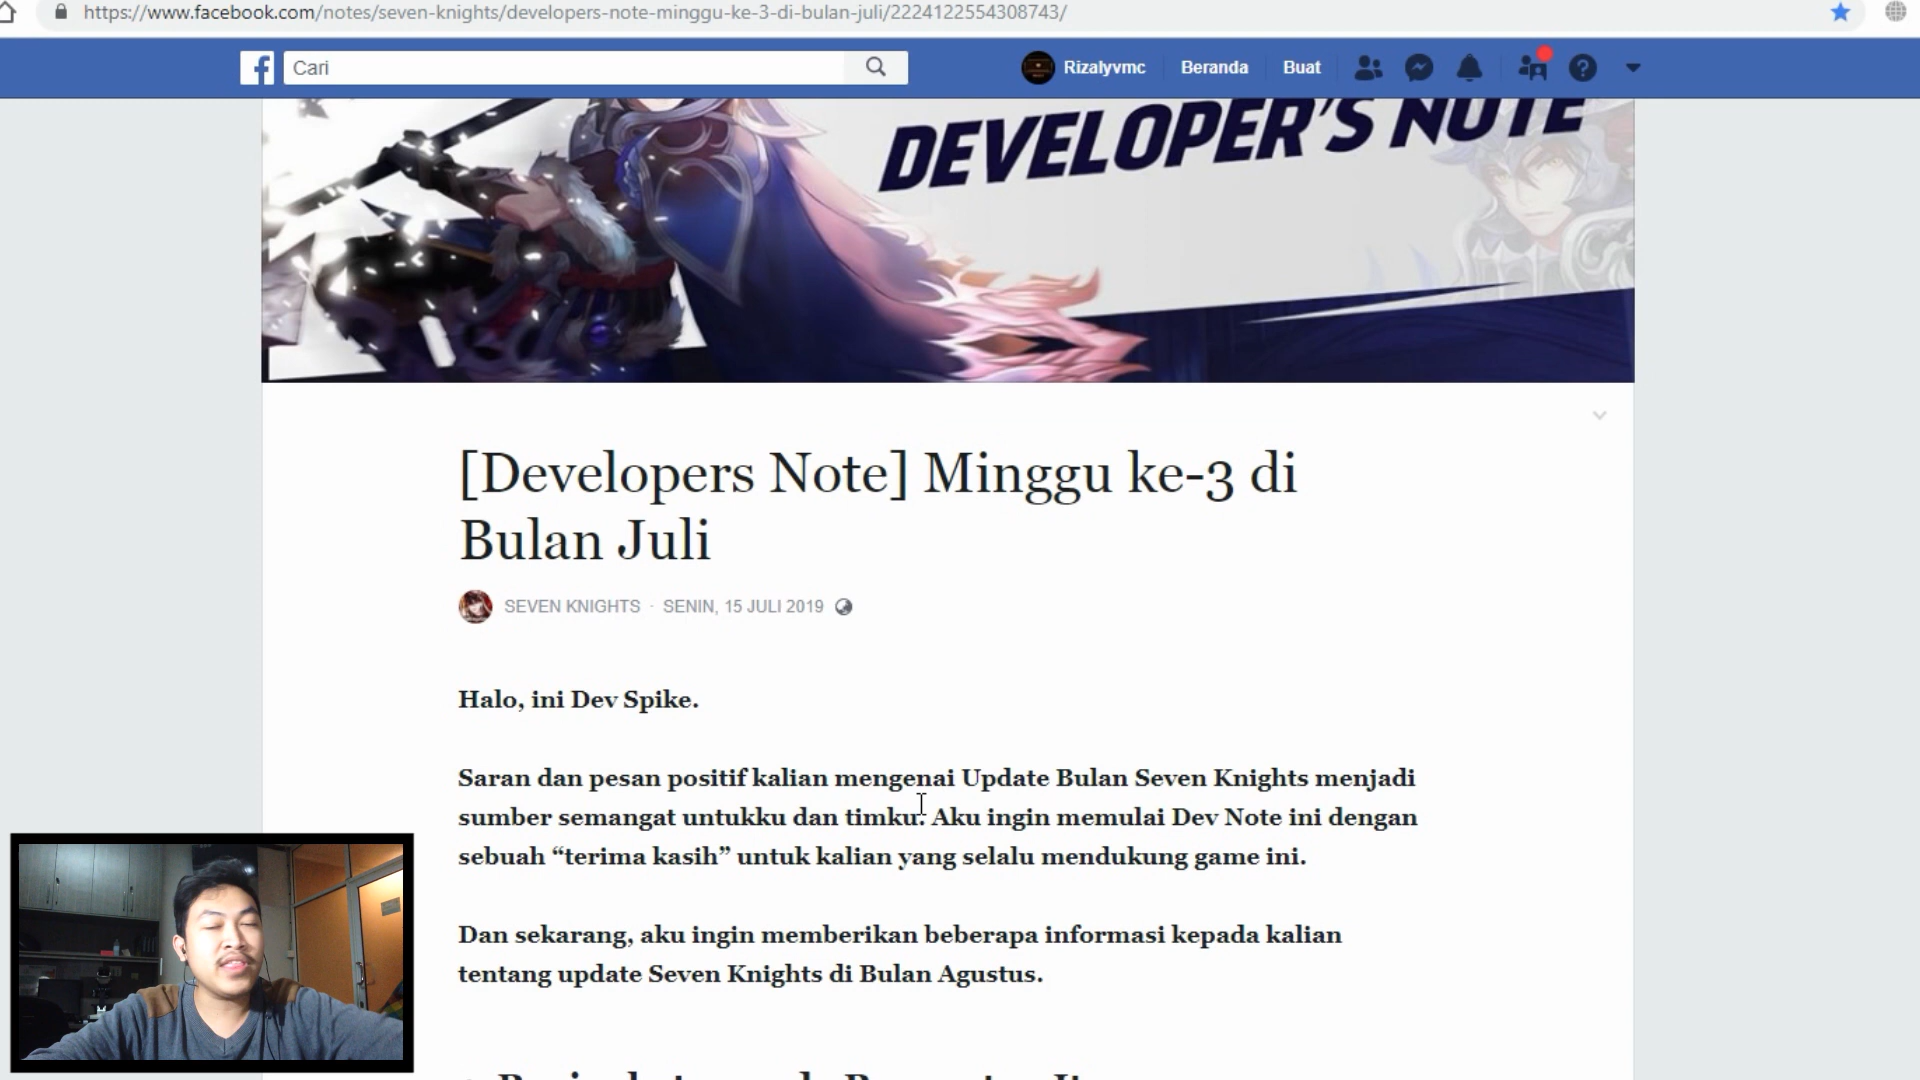 https://www.facebook.com/notes/seven-knights/developers-note-minggu-ke-3-di-bulan-juli/2224122554308743/
Cari
Rizalyvmc
Beranda
Buat
DEVELOPER'S NOTE
[Developers Note] Minggu ke-3 di
Bulan Juli
SEVEN KNIGHTS · SENIN, 15 JULI 2019
Halo, ini Dev Spike.
Saran dan pesan positif kalian mengenai Update Bulan Seven Knights menjadi
sumber semangat untukku dan timku. Aku ingin memulai Dev Note ini dengan
sebuah “terima kasih” untuk kalian yang selalu mendukung game ini.
Dan sekarang, aku ingin memberikan beberapa informasi kepada kalian
tentang update Seven Knights di Bulan Agustus.